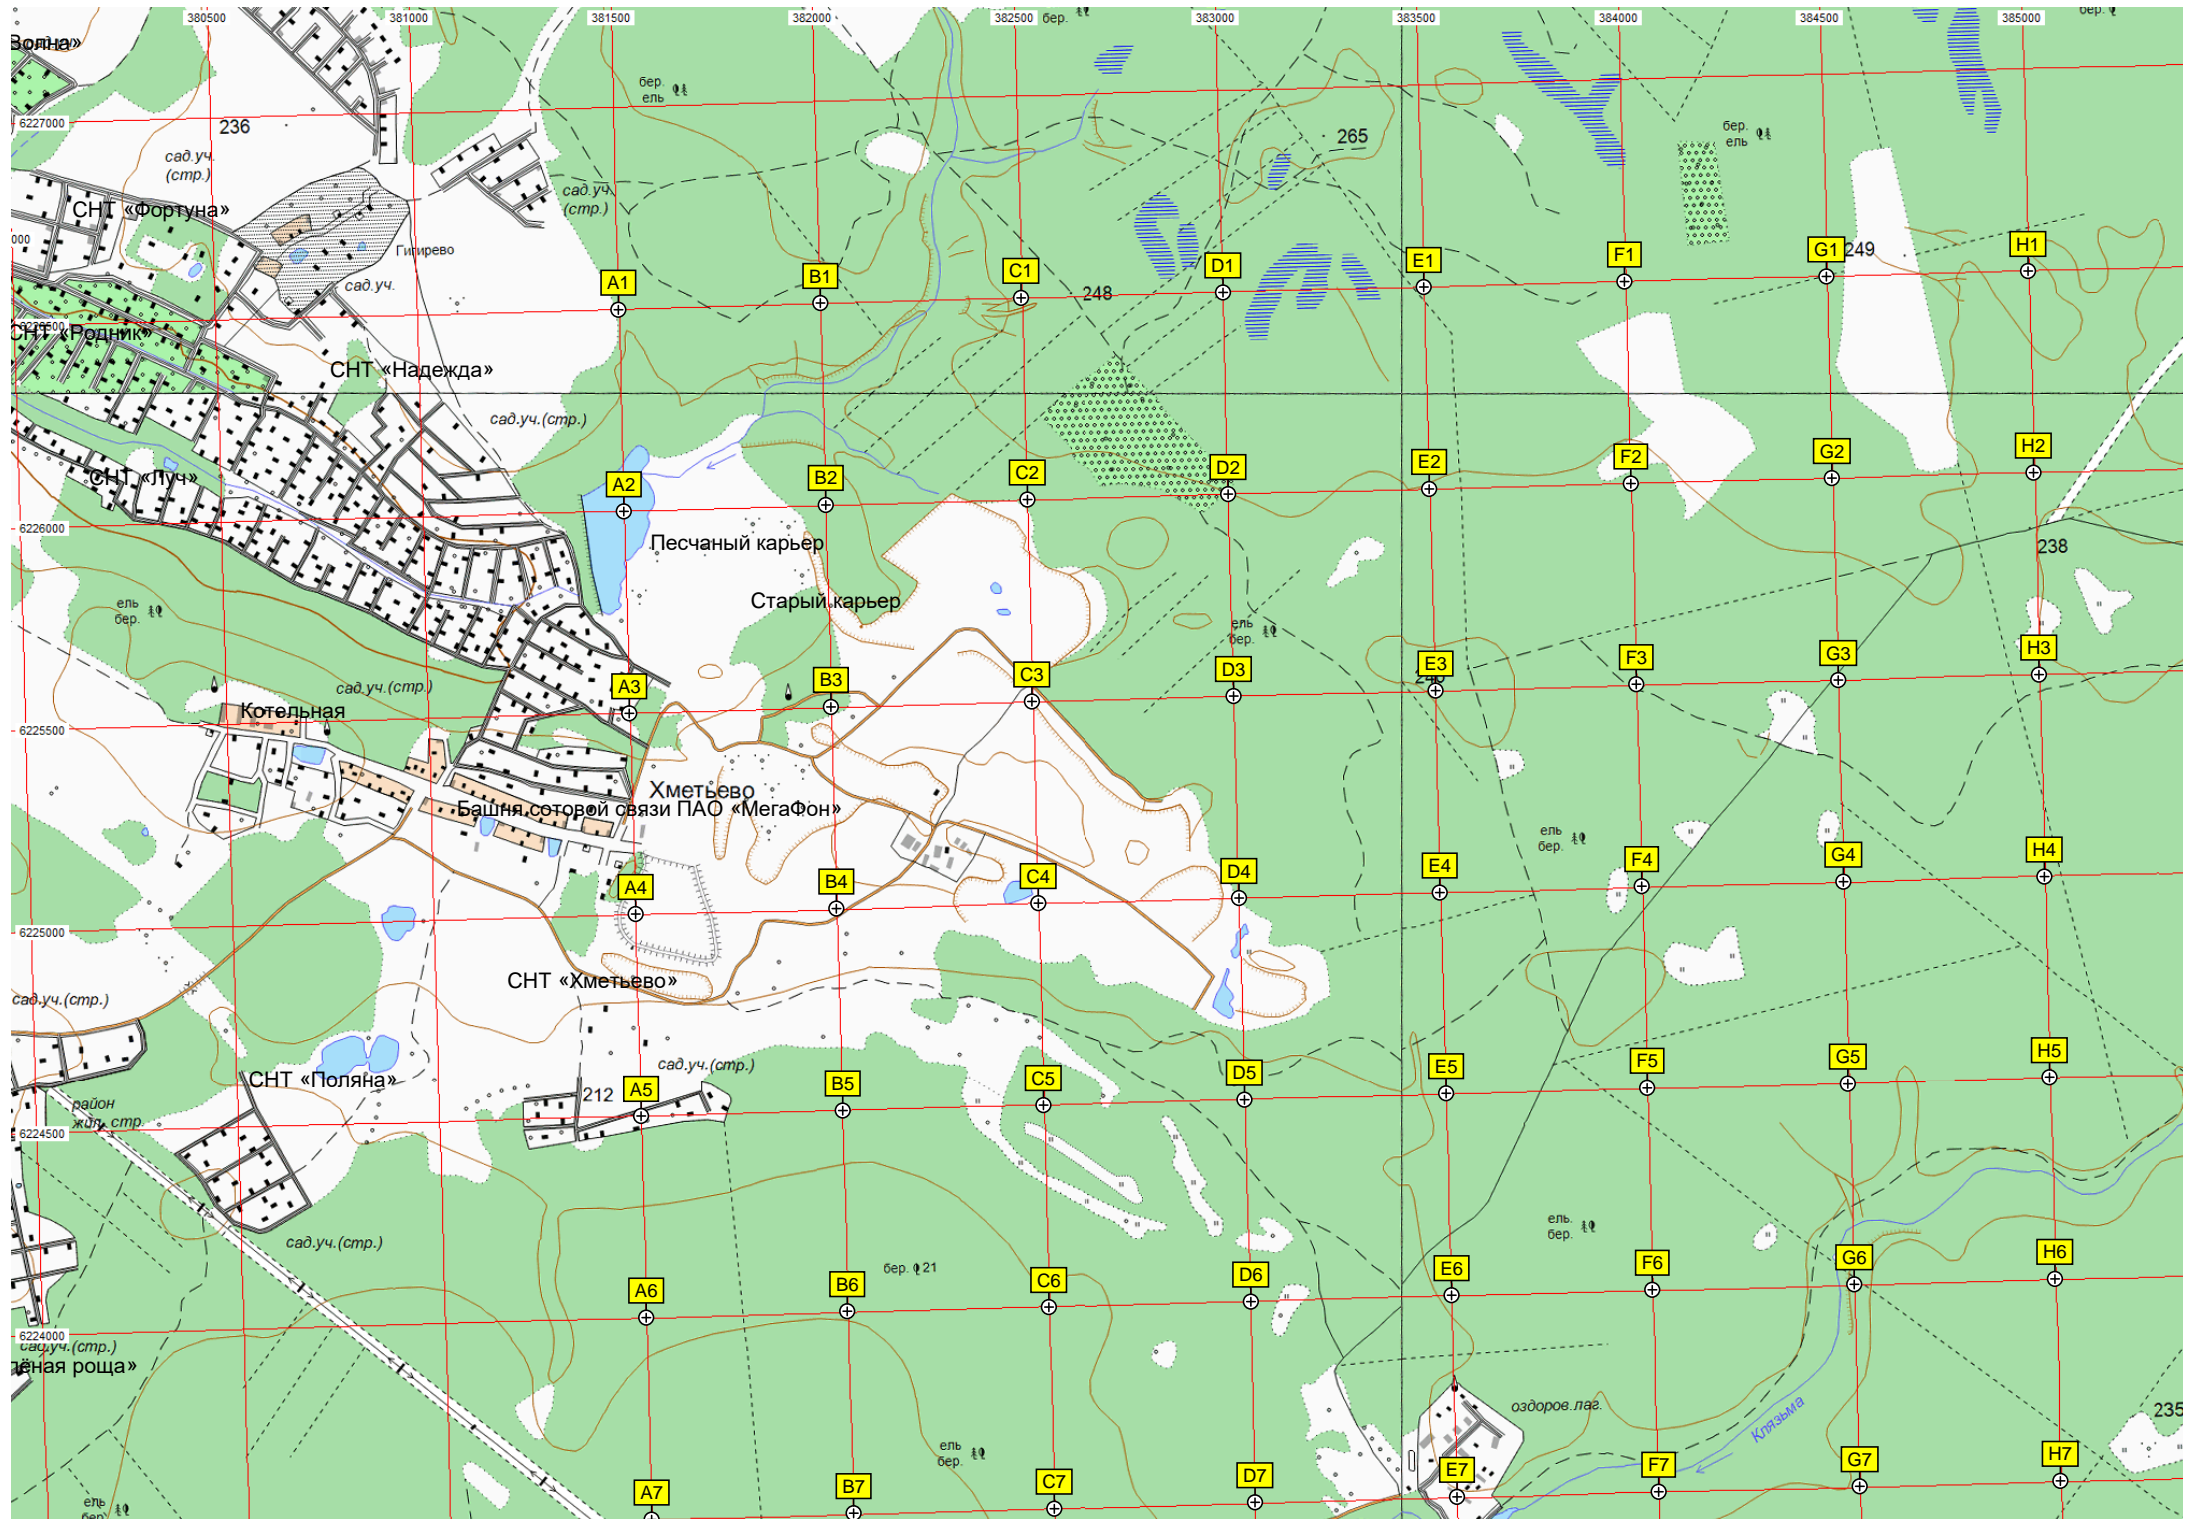 380500 381000 381500 382000 382500 383000 383500 384000 384500 385000
бер.
бер.
Волна»
бер.
ель
6227000
236
265
бер.
ель
сад.уч.
(стр.)
сад.уч.
(стр.)
СНТ «Фортуна»
Гигирево
сад.уч.
A1 B1 C1 D1 E1 F1 G1 H1
249
248
СНТ «Родник»
СНТ «Надежда»
сад.уч.(стр.)
СНТ «Луч»
A2 B2 C2 D2 E2 F2 G2 H2
6226000
Песчаный карьер
238
Старый карьер
ель
бер.
ель
бер.
A3 B3 C3 D3 E3 F3 G3 H3
сад.уч.(стр.)
Котельная
6225500
Хметьево
Башня сотовой связи ПАО «МегаФон»
ель
бер.
A4 B4 C4 D4 E4 F4 G4 H4
6225000
СНТ «Хметьево»
сад.уч.(стр.)
сад.уч.(стр.)
СНТ «Поляна»
212
A5 B5 C5 D5 E5 F5 G5 H5
район
жил. стр.
6224500
сад.уч.(стр.)
ель.
бер.
бер. 21
A6 B6 C6 D6 E6 F6 G6 H6
6224000
сад.уч.(стр.)
лёная роща»
оздоров.лаг.
235
Клязьма
ель
бер.
A7 B7 C7 D7 E7 F7 G7 H7
ель
бер.